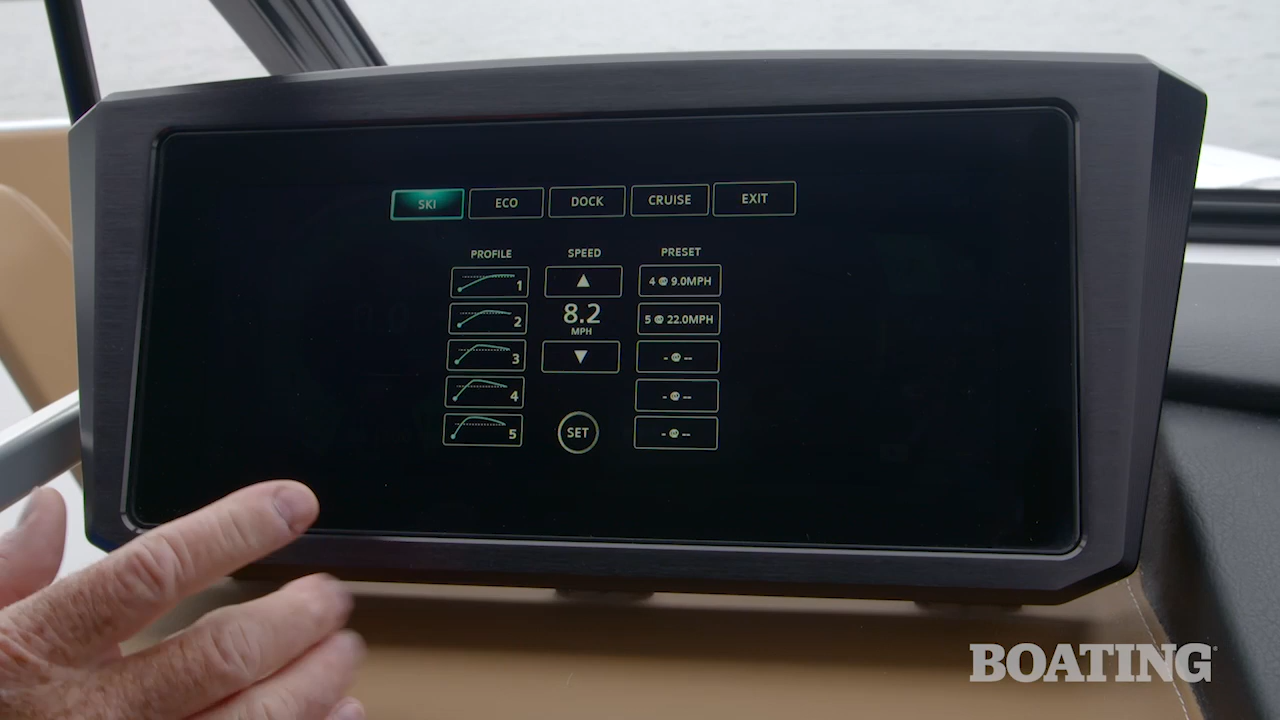 SKI ECO DOCK CRUISE EXIT
PROFILE SPEED PRESET
1 ▲ 4 9.0MPH
2 8.2 MPH 5 22.0MPH
3 ▼ - --
4 - --
5 SET - --
BOATING